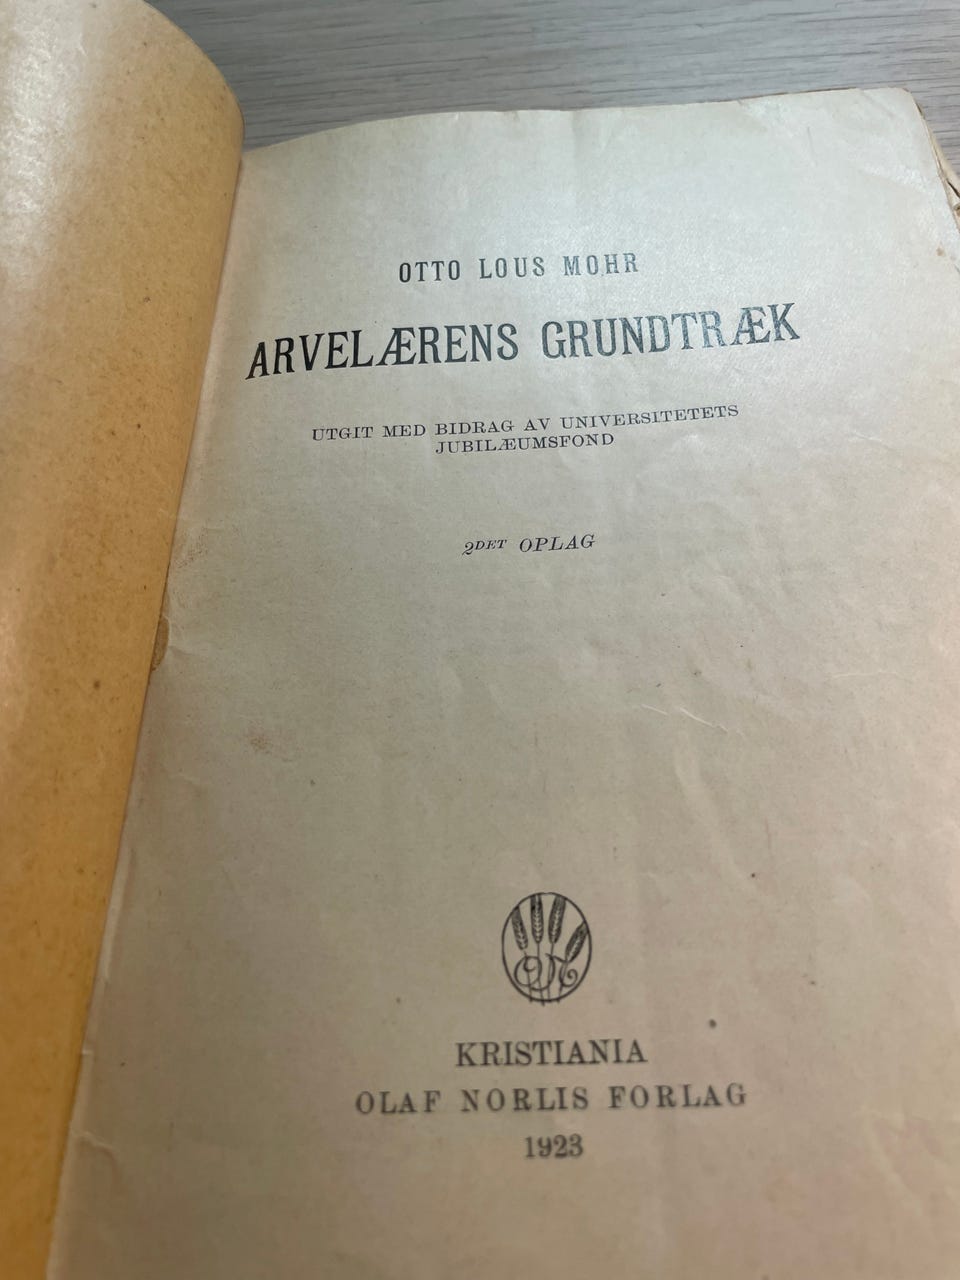 OTTO LOUS MOHR
ARVELÆRENS GRUNDTRÆK
UTGIT MED BIDRAG AV UNIVERSITETETS
JUBILÆUMSFOND
2DET OPLAG
KRISTIANIA
OLAF NORLIS FORLAG
1923